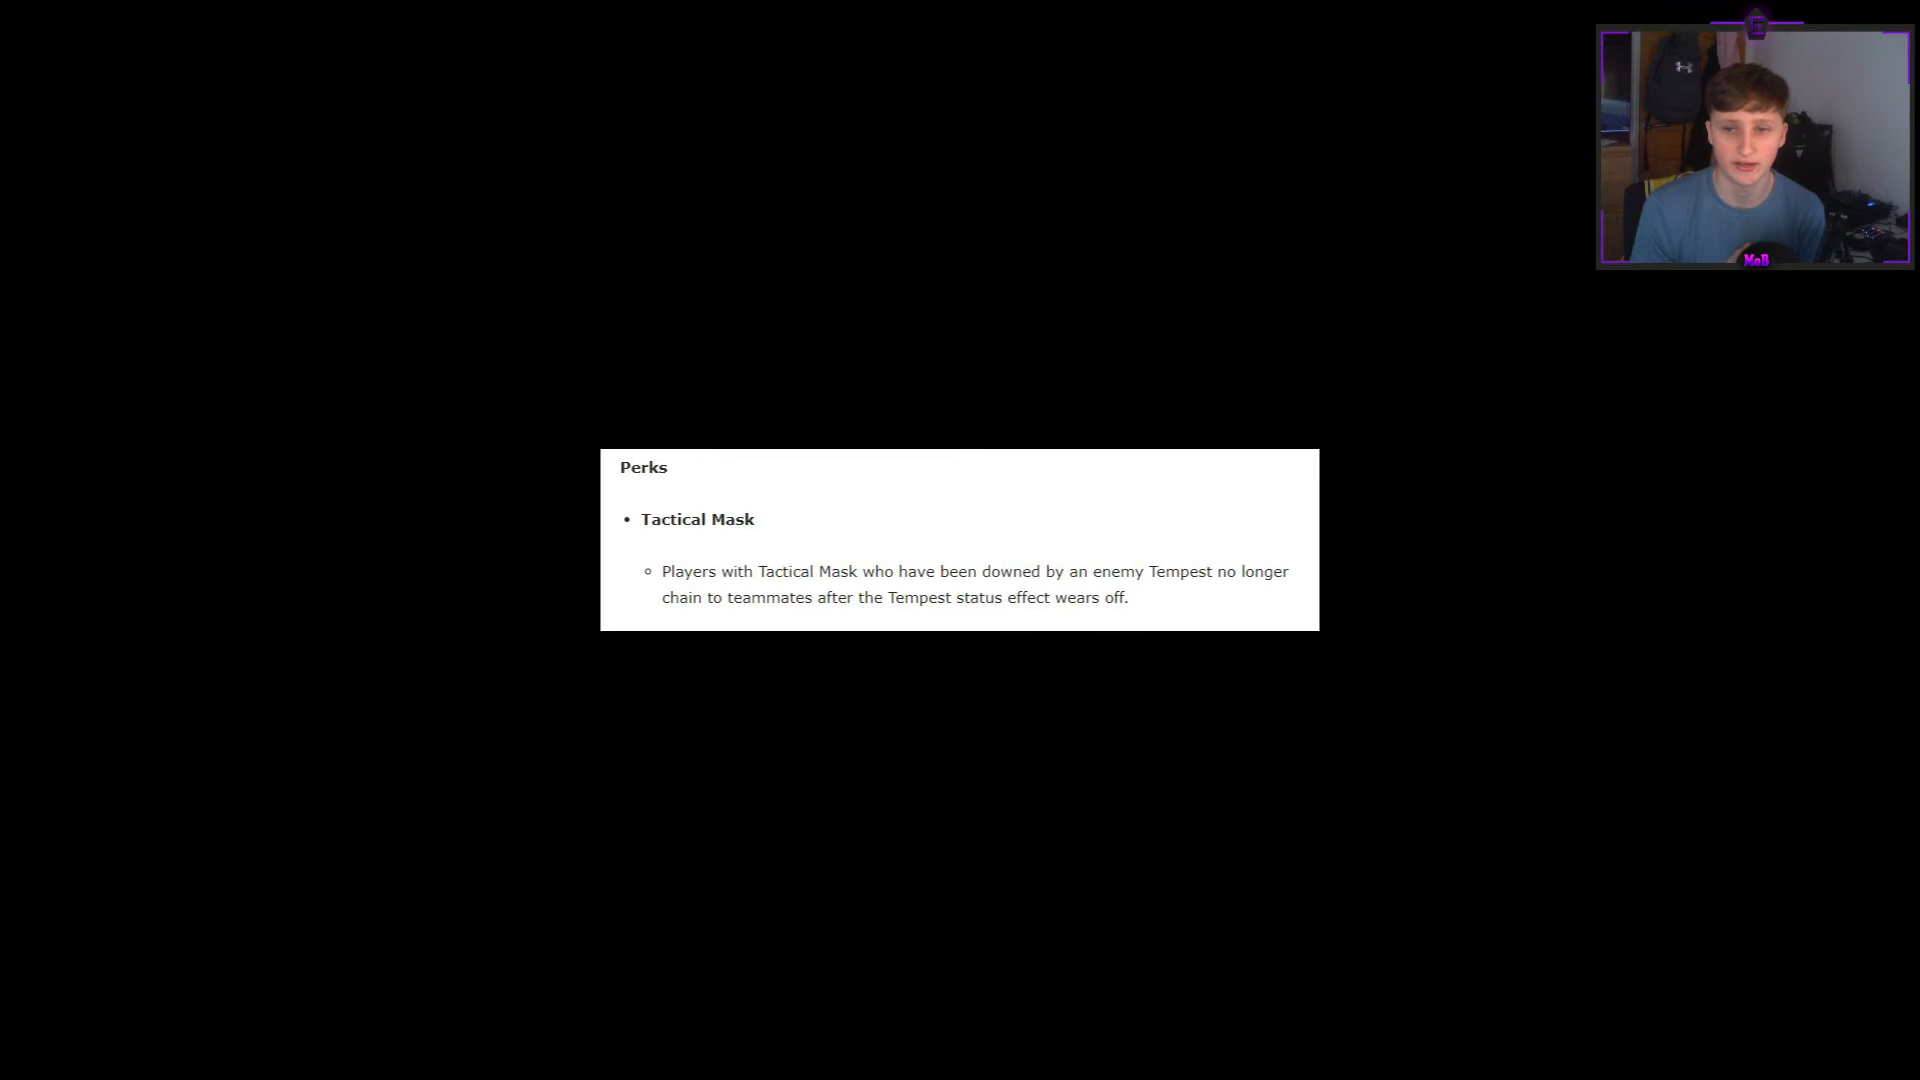 MoB
Perks
• Tactical Mask
◦ Players with Tactical Mask who have been downed by an enemy Tempest no longer
chain to teammates after the Tempest status effect wears off.